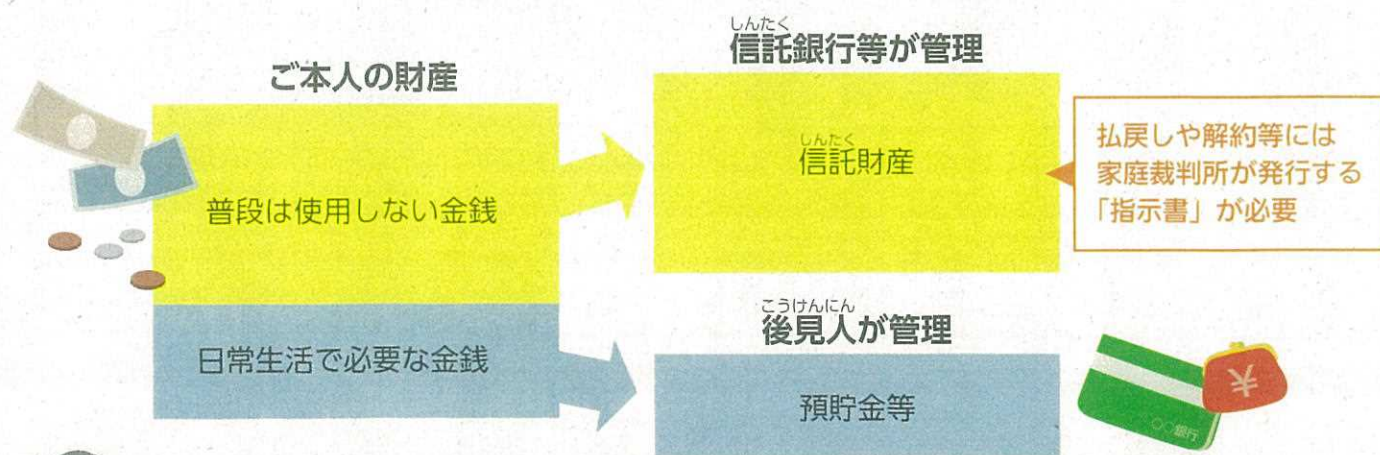 ご本人の財産
普段は使用しない金銭
日常生活で必要な金銭
しんたく
信託銀行等が管理
しんたく
信託財産
払戻しや解約等には
家庭裁判所が発行する
「指示書」が必要
こうけんにん
後見人が管理
預貯金等
¥
○○銀行